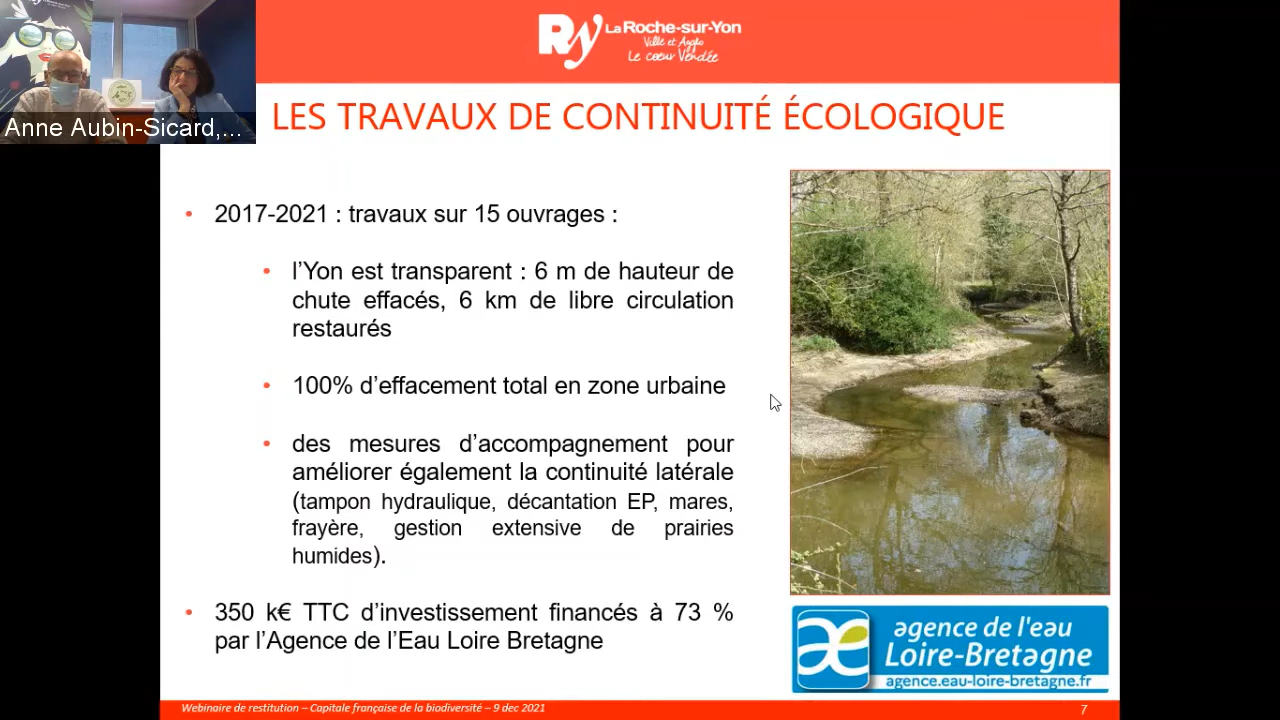 Ry La Roche-sur-Yon
Ville et Agglo
Le cœur Vendée
Anne Aubin-Sicard,...
LES TRAVAUX DE CONTINUITÉ ÉCOLOGIQUE
• 2017-2021 : travaux sur 15 ouvrages :
• l’Yon est transparent : 6 m de hauteur de
chute effacés, 6 km de libre circulation
restaurés
• 100% d’effacement total en zone urbaine
• des mesures d’accompagnement pour
améliorer également la continuité latérale
(tampon hydraulique, décantation EP, mares,
frayère, gestion extensive de prairies
humides).
• 350 k€ TTC d’investissement financés à 73 %
par l’Agence de l’Eau Loire Bretagne
agence de l'eau
Loire-Bretagne
agence.eau-loire-bretagne.fr
Webinaire de restitution – Capitale française de la biodiversité – 9 dec 2021
7